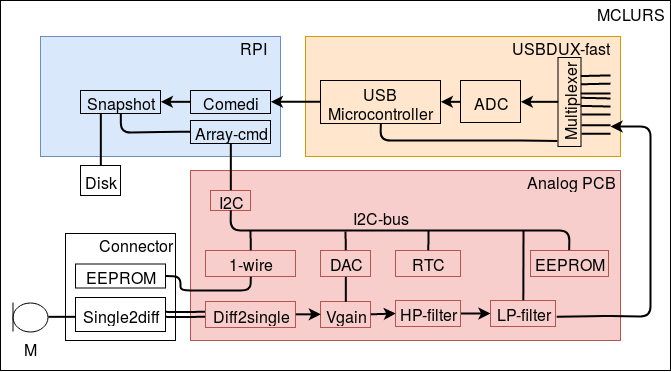 MCLURS
RPI
USBDUX-fast
Snapshot
Comedi
USB
Microcontroller
ADC
Multiplexer
Array-cmd
Disk
Analog PCB
I2C
I2C-bus
Connector
EEPROM
1-wire
DAC
RTC
EEPROM
Single2diff
Diff2single
Vgain
HP-filter
LP-filter
M